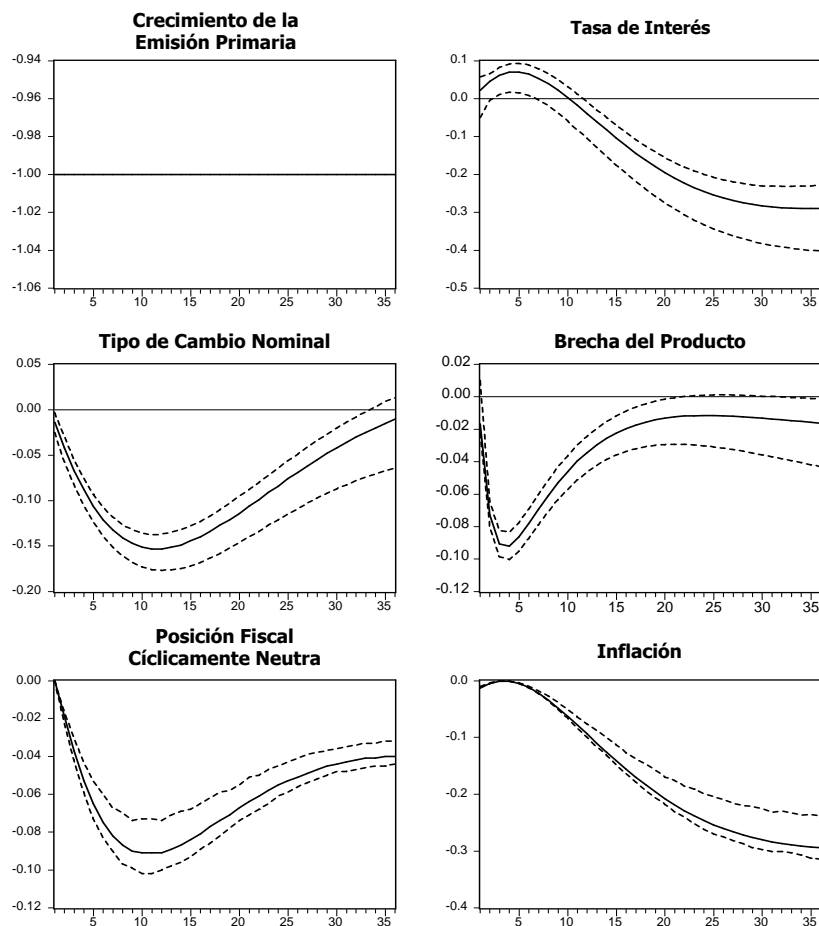 Crecimiento de la
Emisión Primaria
-0.94
-0.96
-0.98
-1.00
-1.02
-1.04
-1.06
5 10 15 20 25 30 35
Tasa de Interés
0.1
0.0
-0.1
-0.2
-0.3
-0.4
-0.5
5 10 15 20 25 30 35
Tipo de Cambio Nominal
0.05
0.00
-0.05
-0.10
-0.15
-0.20
5 10 15 20 25 30 35
Brecha del Producto
0.02
0.00
-0.02
-0.04
-0.06
-0.08
-0.10
-0.12
5 10 15 20 25 30 35
Posición Fiscal
Cíclicamente Neutra
0.00
-0.02
-0.04
-0.06
-0.08
-0.10
-0.12
5 10 15 20 25 30 35
Inflación
0.0
-0.1
-0.2
-0.3
-0.4
5 10 15 20 25 30 35